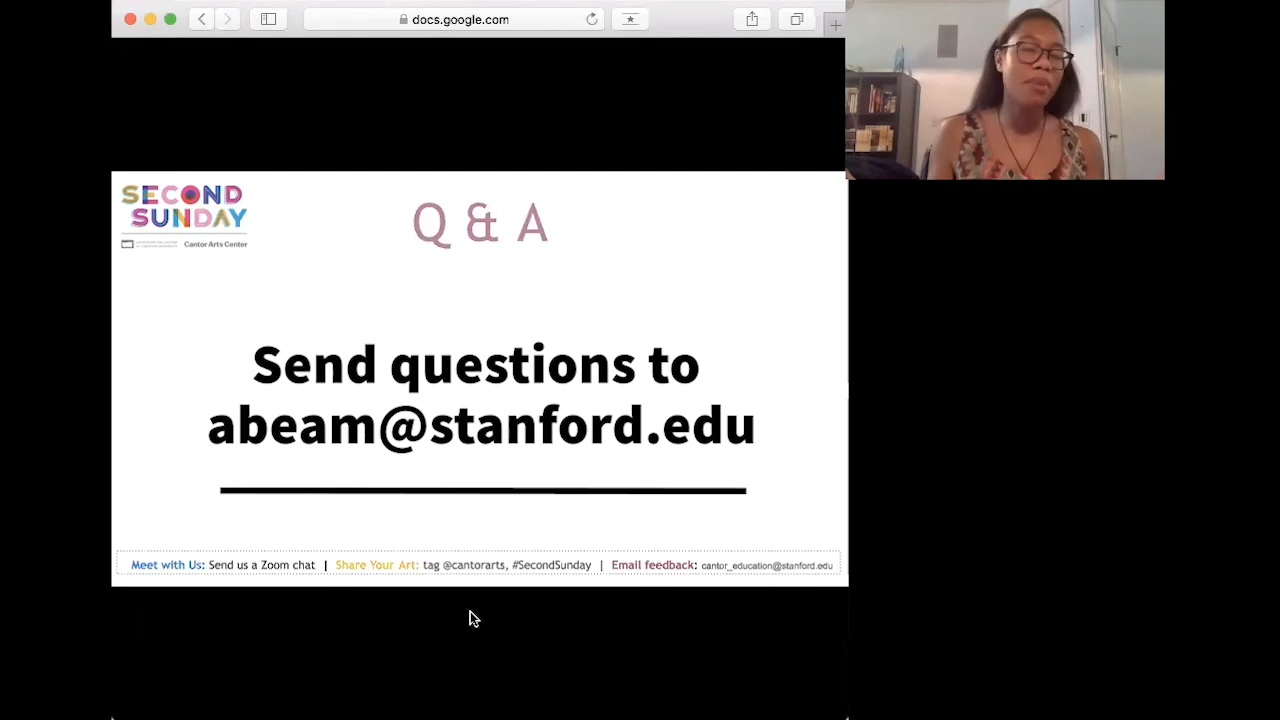 docs.google.com
SECOND
SUNDAY
Cantor Arts Center
Q & A
Send questions to
abeam@stanford.edu
Meet with Us: Send us a Zoom chat | Share Your Art: tag @cantorarts, #SecondSunday | Email feedback: cantor_education@stanford.edu